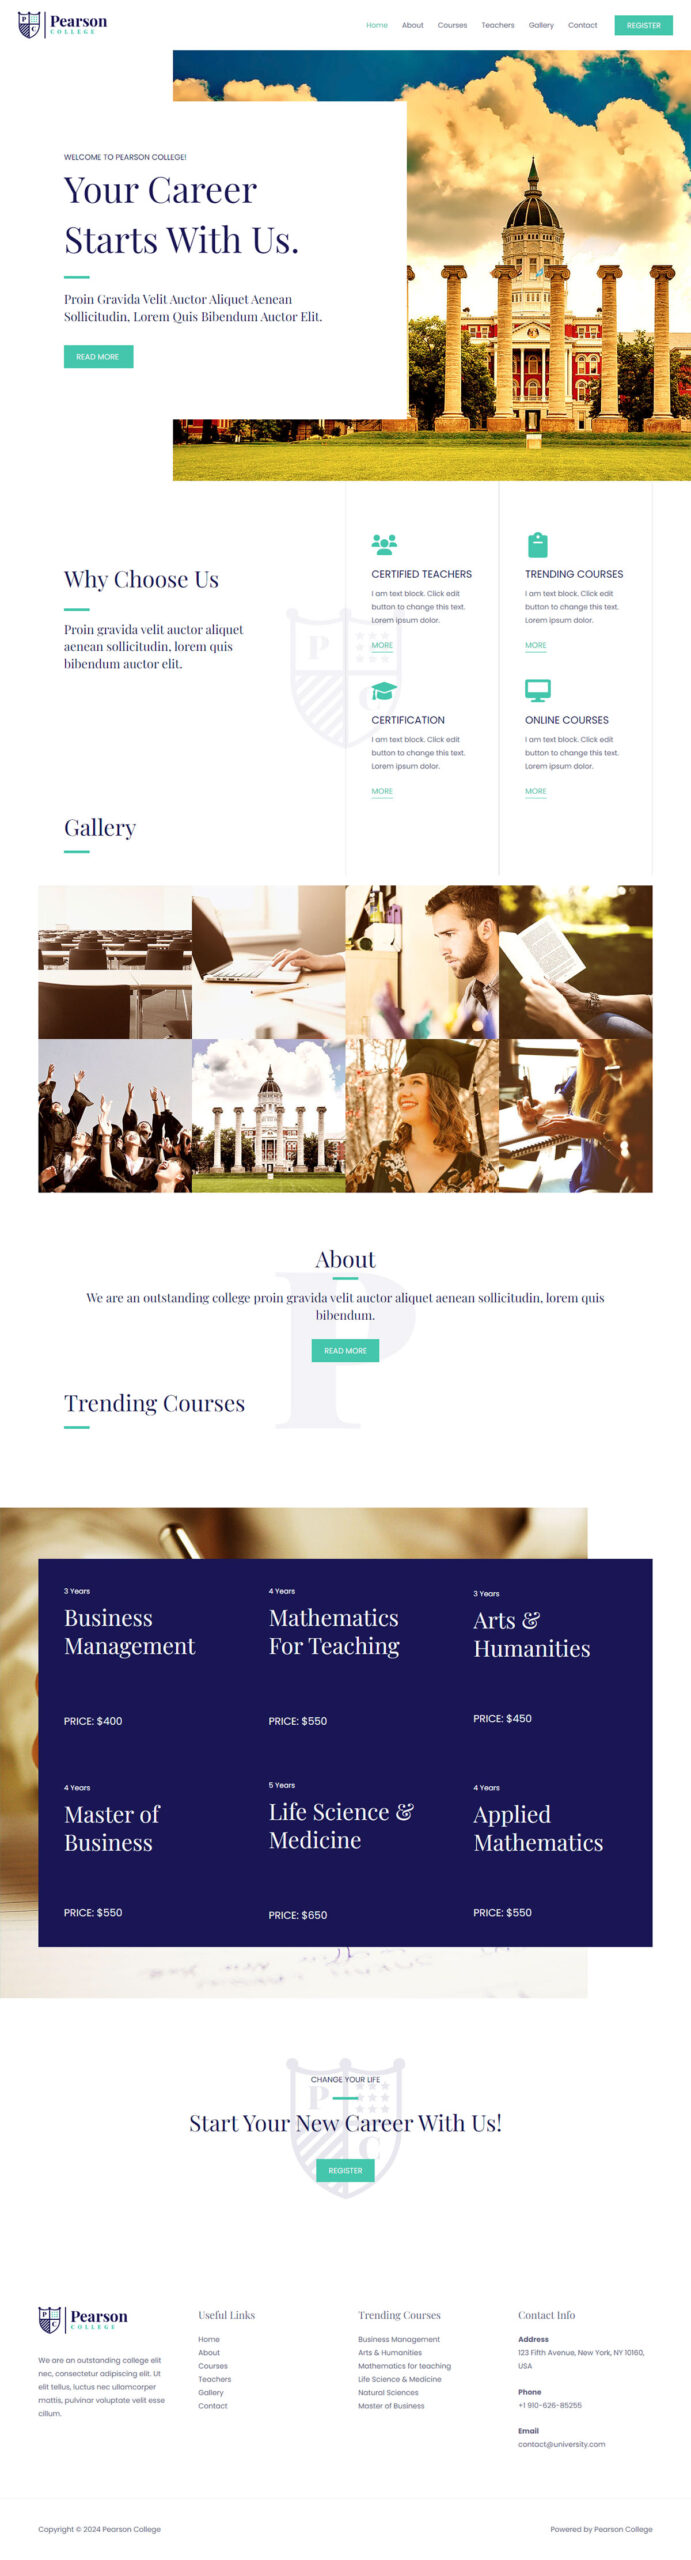 Pearson
COLLEGE
P
C
Home About Courses Teachers Gallery Contact REGISTER
WELCOME TO PEARSON COLLEGE!
Your Career
Starts With Us.
Proin Gravida Velit Auctor Aliquet Aenean
Sollicitudin, Lorem Quis Bibendum Auctor Elit.
READ MORE
Why Choose Us
Proin gravida velit auctor aliquet
aenean sollicitudin, lorem quis
bibendum auctor elit.
P
C
CERTIFIED TEACHERS
I am text block. Click edit
button to change this text.
Lorem ipsum dolor.
MORE
TRENDING COURSES
I am text block. Click edit
button to change this text.
Lorem ipsum dolor.
MORE
CERTIFICATION
I am text block. Click edit
button to change this text.
Lorem ipsum dolor.
MORE
ONLINE COURSES
I am text block. Click edit
button to change this text.
Lorem ipsum dolor.
MORE
Gallery
About
We are an outstanding college proin gravida velit auctor aliquet aenean sollicitudin, lorem quis
bibendum.
P
READ MORE
Trending Courses
3 Years
Business
Management
PRICE: $400
4 Years
Mathematics
For Teaching
PRICE: $550
3 Years
Arts &
Humanities
PRICE: $450
4 Years
Master of
Business
PRICE: $550
5 Years
Life Science &
Medicine
PRICE: $650
4 Years
Applied
Mathematics
PRICE: $550
CHANGE YOUR LIFE
P
C
Start Your New Career With Us!
REGISTER
Pearson
COLLEGE
P
C
We are an outstanding college elit
nec, consectetur adipiscing elit. Ut
elit tellus, luctus nec ullamcorper
mattis, pulvinar voluptate velit esse
cillum.
Useful Links
Home
About
Courses
Teachers
Gallery
Contact
Trending Courses
Business Management
Arts & Humanities
Mathematics for teaching
Life Science & Medicine
Natural Sciences
Master of Business
Contact Info
Address
123 Fifth Avenue, New York, NY 10160,
USA
Phone
+1 910-626-85255
Email
contact@university.com
Copyright © 2024 Pearson College
Powered by Pearson College